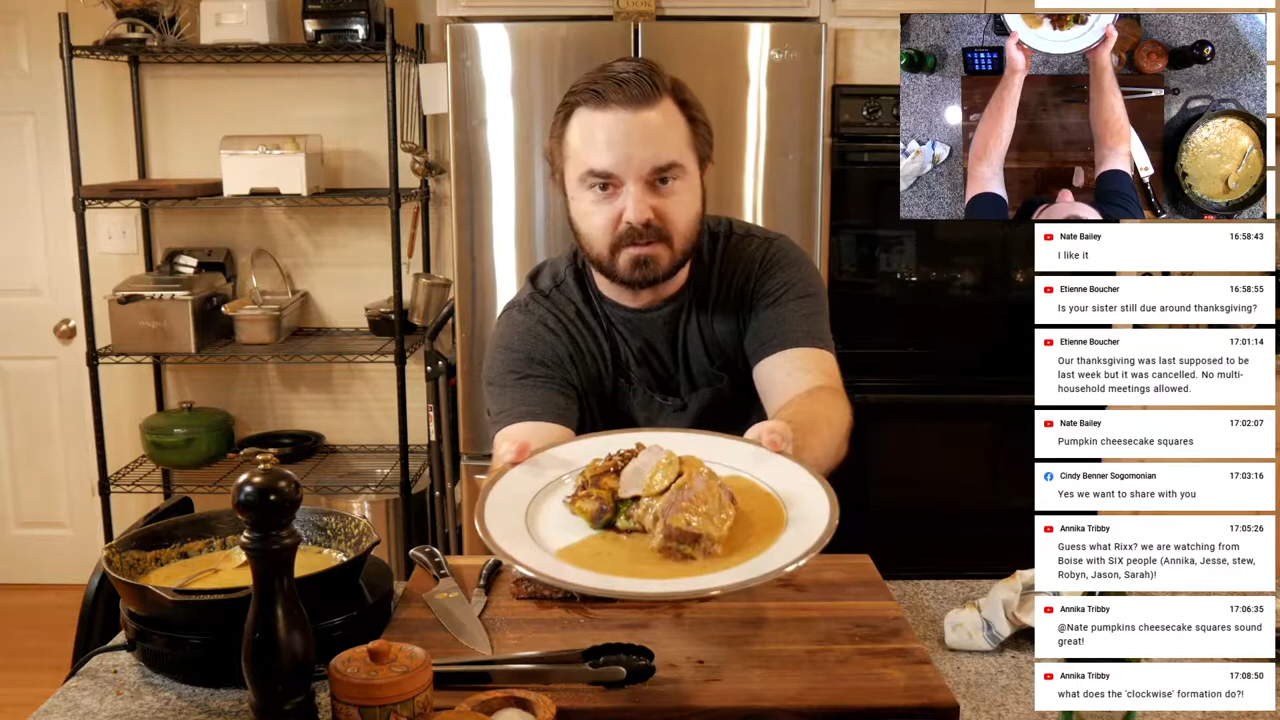 COOK
Nate Bailey
16:58:43
I like it
Etienne Boucher
16:58:55
Is your sister still due around thanksgiving?
Etienne Boucher
17:01:14
Our thanksgiving was last supposed to be
last week but it was cancelled. No multi-
household meetings allowed.
Nate Bailey
17:02:07
Pumpkin cheesecake squares
Cindy Benner Sogomonian
17:03:16
Yes we want to share with you
Annika Tribby
17:05:26
Guess what Rixx? we are watching from
Boise with SIX people (Annika, Jesse, stew,
Robyn, Jason, Sarah)!
Annika Tribby
17:06:35
@Nate pumpkins cheesecake squares sound
great!
Annika Tribby
17:08:50
what does the 'clockwise' formation do?!